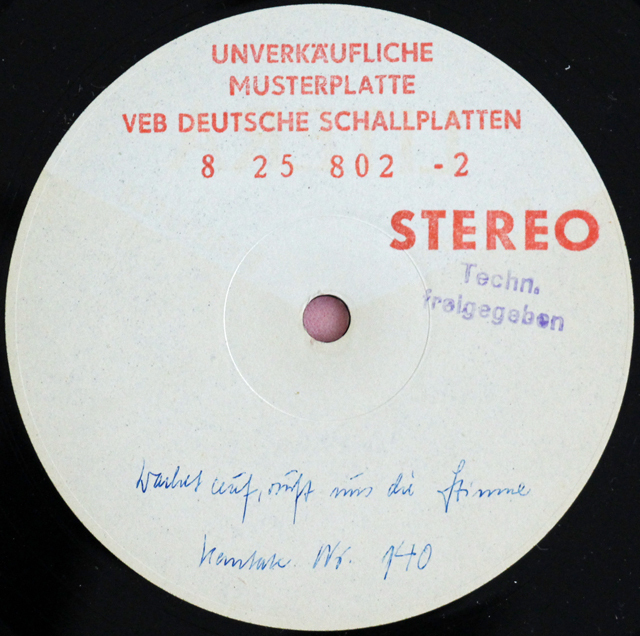 UNVERKÄUFLICHE
MUSTERPLATTE
VEB DEUTSCHE SCHALLPLATTEN
8 25 802 -2
STEREO
Techn.
freigegeben
Wachet auf, ruft uns die Stimme
Kantate Nr. 140